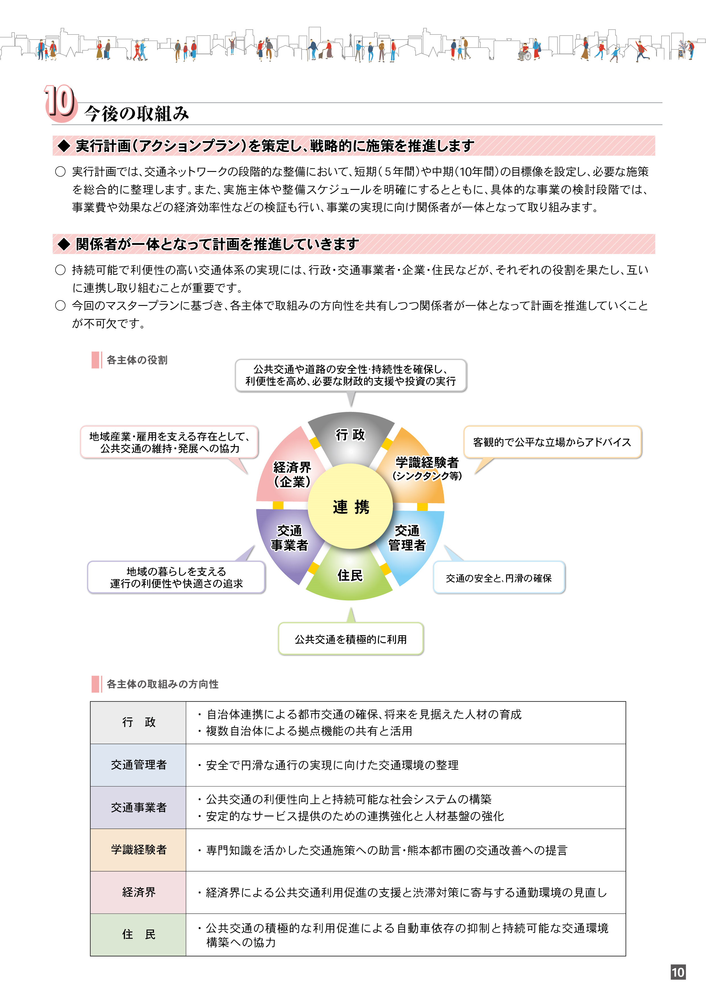 10
今後の取組み
◆ 実行計画(アクションプラン)を策定し、戦略的に施策を推進します
○ 実行計画では、交通ネットワークの段階的な整備において、短期(5年間)や中期(10年間)の目標像を設定し、必要な施策
を総合的に整理します。また、実施主体や整備スケジュールを明確にするとともに、具体的な事業の検討段階では、
事業費や効果などの経済効率性などの検証も行い、事業の実現に向け関係者が一体となって取り組みます。
◆ 関係者が一体となって計画を推進していきます
○ 持続可能で利便性の高い交通体系の実現には、行政・交通事業者・企業・住民などが、それぞれの役割を果たし、互い
に連携し取り組むことが重要です。
○ 今回のマスタープランに基づき、各主体で取組みの方向性を共有しつつ関係者が一体となって計画を推進していくこと
が不可欠です。
各主体の役割
公共交通や道路の安全性・持続性を確保し、
利便性を高め、必要な財政的支援や投資の実行
地域産業・雇用を支える存在として、
公共交通の維持・発展への協力
客観的で公平な立場からアドバイス
行政
経済界
(企業)
学識経験者
(シンクタンク等)
連携
交通
事業者
交通
管理者
住民
地域の暮らしを支える
運行の利便性や快適さの追求
交通の安全と、円滑の確保
公共交通を積極的に利用
各主体の取組みの方向性
行 政
・自治体連携による都市交通の確保、将来を見据えた人材の育成
・複数自治体による拠点機能の共有と活用
交通管理者
・安全で円滑な通行の実現に向けた交通環境の整理
交通事業者
・公共交通の利便性向上と持続可能な社会システムの構築
・安定的なサービス提供のための連携強化と人材基盤の強化
学識経験者
・専門知識を活かした交通施策への助言・熊本都市圏の交通改善への提言
経済界
・経済界による公共交通利用促進の支援と渋滞対策に寄与する通勤環境の見直し
住 民
・公共交通の積極的な利用促進による自動車依存の抑制と持続可能な交通環境
構築への協力
10